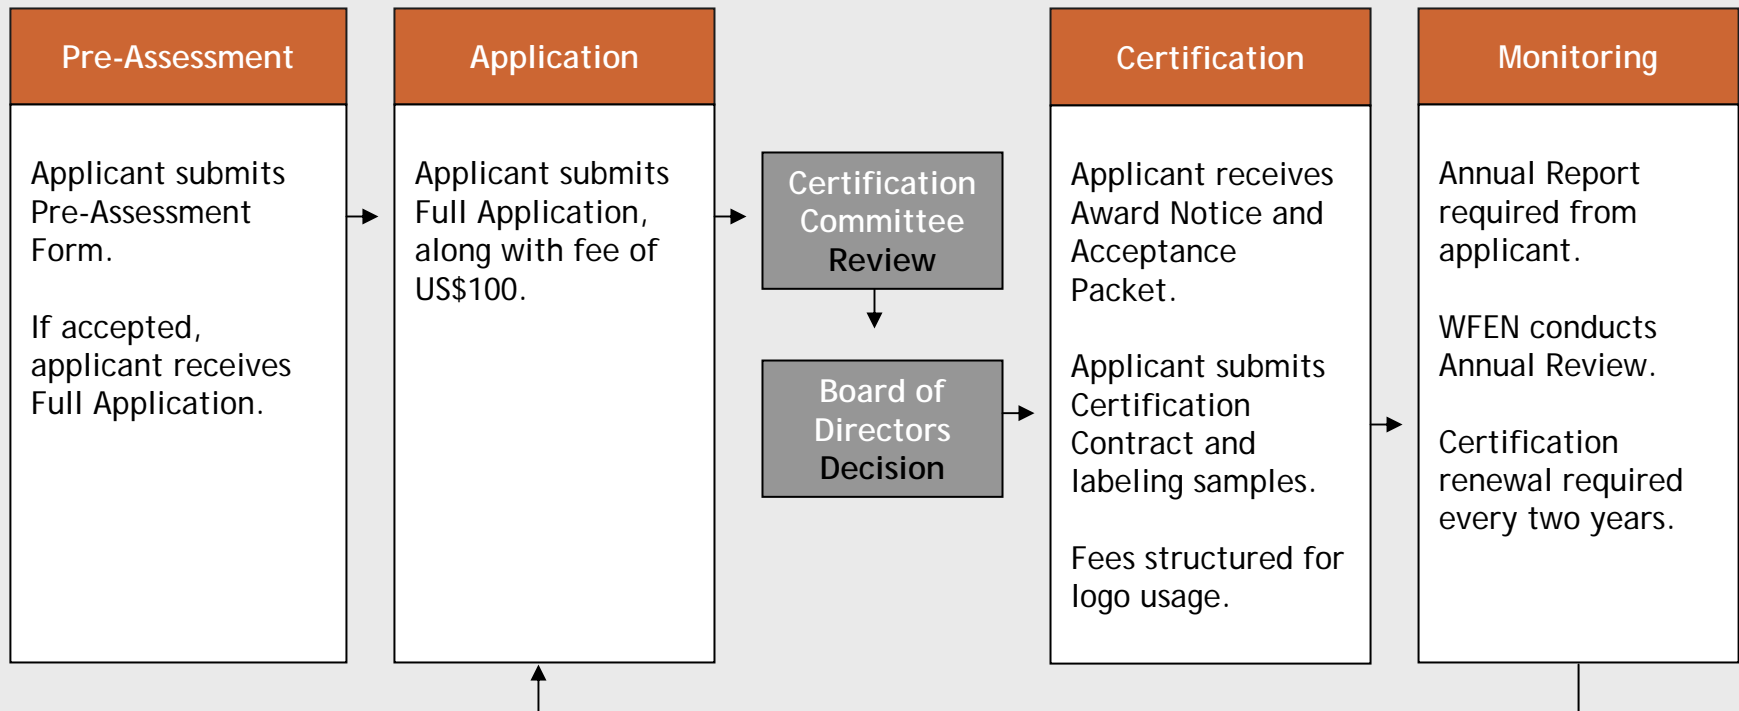 Pre-Assessment
Applicant submits
Pre-Assessment
Form.
If accepted,
applicant receives
Full Application.
Application
Applicant submits
Full Application,
along with fee of
US$100.
Certification
Committee
Review
Board of
Directors
Decision
Certification
Applicant receives
Award Notice and
Acceptance
Packet.
Applicant submits
Certification
Contract and
labeling samples.
Fees structured for
logo usage.
Monitoring
Annual Report
required from
applicant.
WFEN conducts
Annual Review.
Certification
renewal required
every two years.